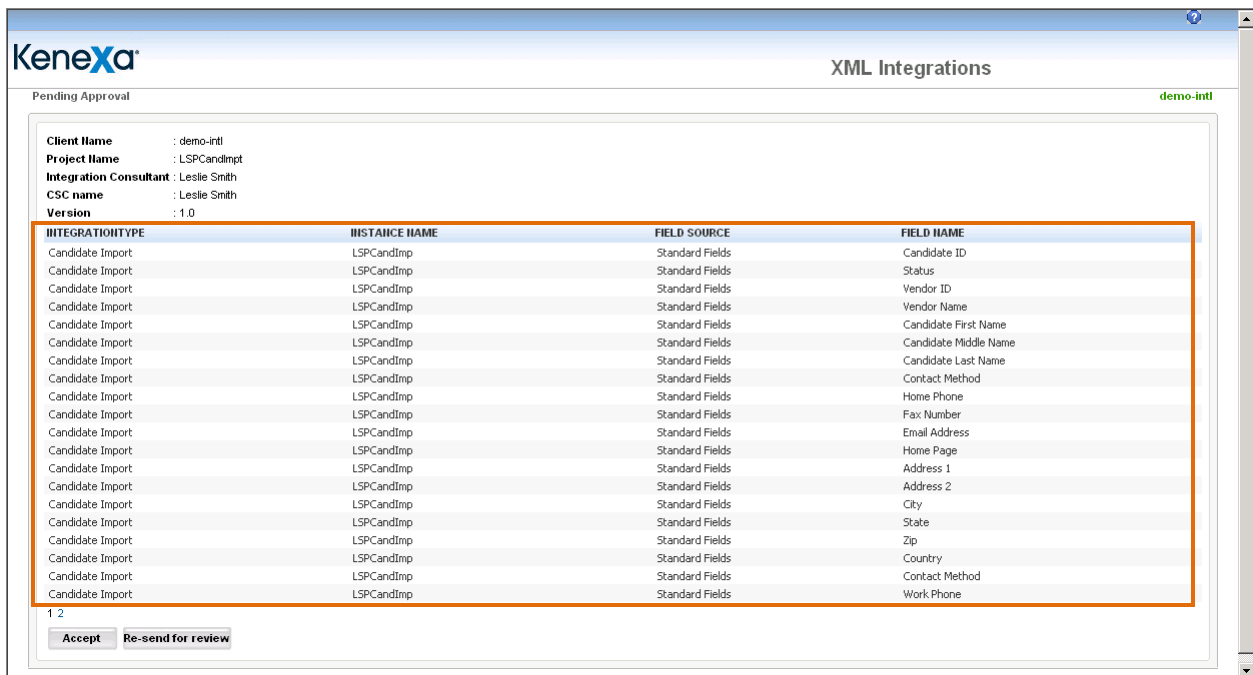 ?
Kenexa
XML Integrations
Pending Approval demo-intl
Client Name : demo-intl
Project Name : LSPCandImpt
Integration Consultant : Leslie Smith
CSC name : Leslie Smith
Version : 1.0
INTEGRATIONTYPE INSTANCE NAME FIELD SOURCE FIELD NAME
Candidate Import LSPCandImp Standard Fields Candidate ID
Candidate Import LSPCandImp Standard Fields Status
Candidate Import LSPCandImp Standard Fields Vendor ID
Candidate Import LSPCandImp Standard Fields Vendor Name
Candidate Import LSPCandImp Standard Fields Candidate First Name
Candidate Import LSPCandImp Standard Fields Candidate Middle Name
Candidate Import LSPCandImp Standard Fields Candidate Last Name
Candidate Import LSPCandImp Standard Fields Contact Method
Candidate Import LSPCandImp Standard Fields Home Phone
Candidate Import LSPCandImp Standard Fields Fax Number
Candidate Import LSPCandImp Standard Fields Email Address
Candidate Import LSPCandImp Standard Fields Home Page
Candidate Import LSPCandImp Standard Fields Address 1
Candidate Import LSPCandImp Standard Fields Address 2
Candidate Import LSPCandImp Standard Fields City
Candidate Import LSPCandImp Standard Fields State
Candidate Import LSPCandImp Standard Fields Zip
Candidate Import LSPCandImp Standard Fields Country
Candidate Import LSPCandImp Standard Fields Contact Method
Candidate Import LSPCandImp Standard Fields Work Phone
1 2
Accept Re-send for review